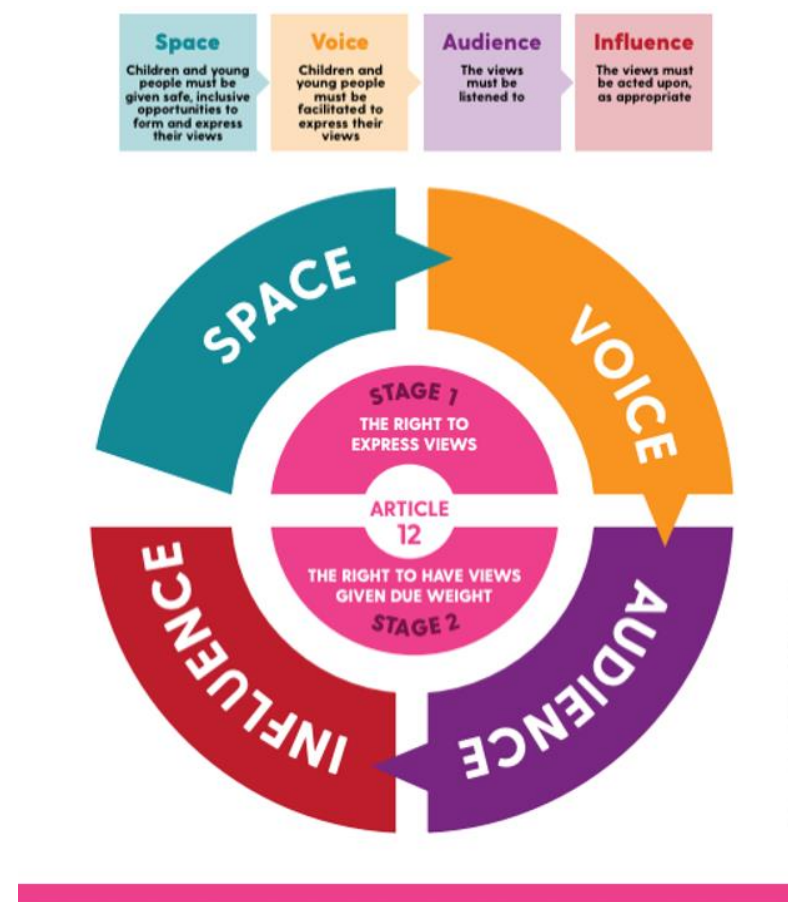 Space
Children and young
people must be
given safe, inclusive
opportunities to
form and express
their views
Voice
Children and
young people
must be
facilitated to
express their
views
Audience
The views
must be
listened to
Influence
The views must
be acted upon,
as appropriate
SPACE
VOICE
STAGE 1
THE RIGHT TO
EXPRESS VIEWS
ARTICLE
12
THE RIGHT TO HAVE VIEWS
GIVEN DUE WEIGHT
STAGE 2
AUDIENCE
INFLUENCE